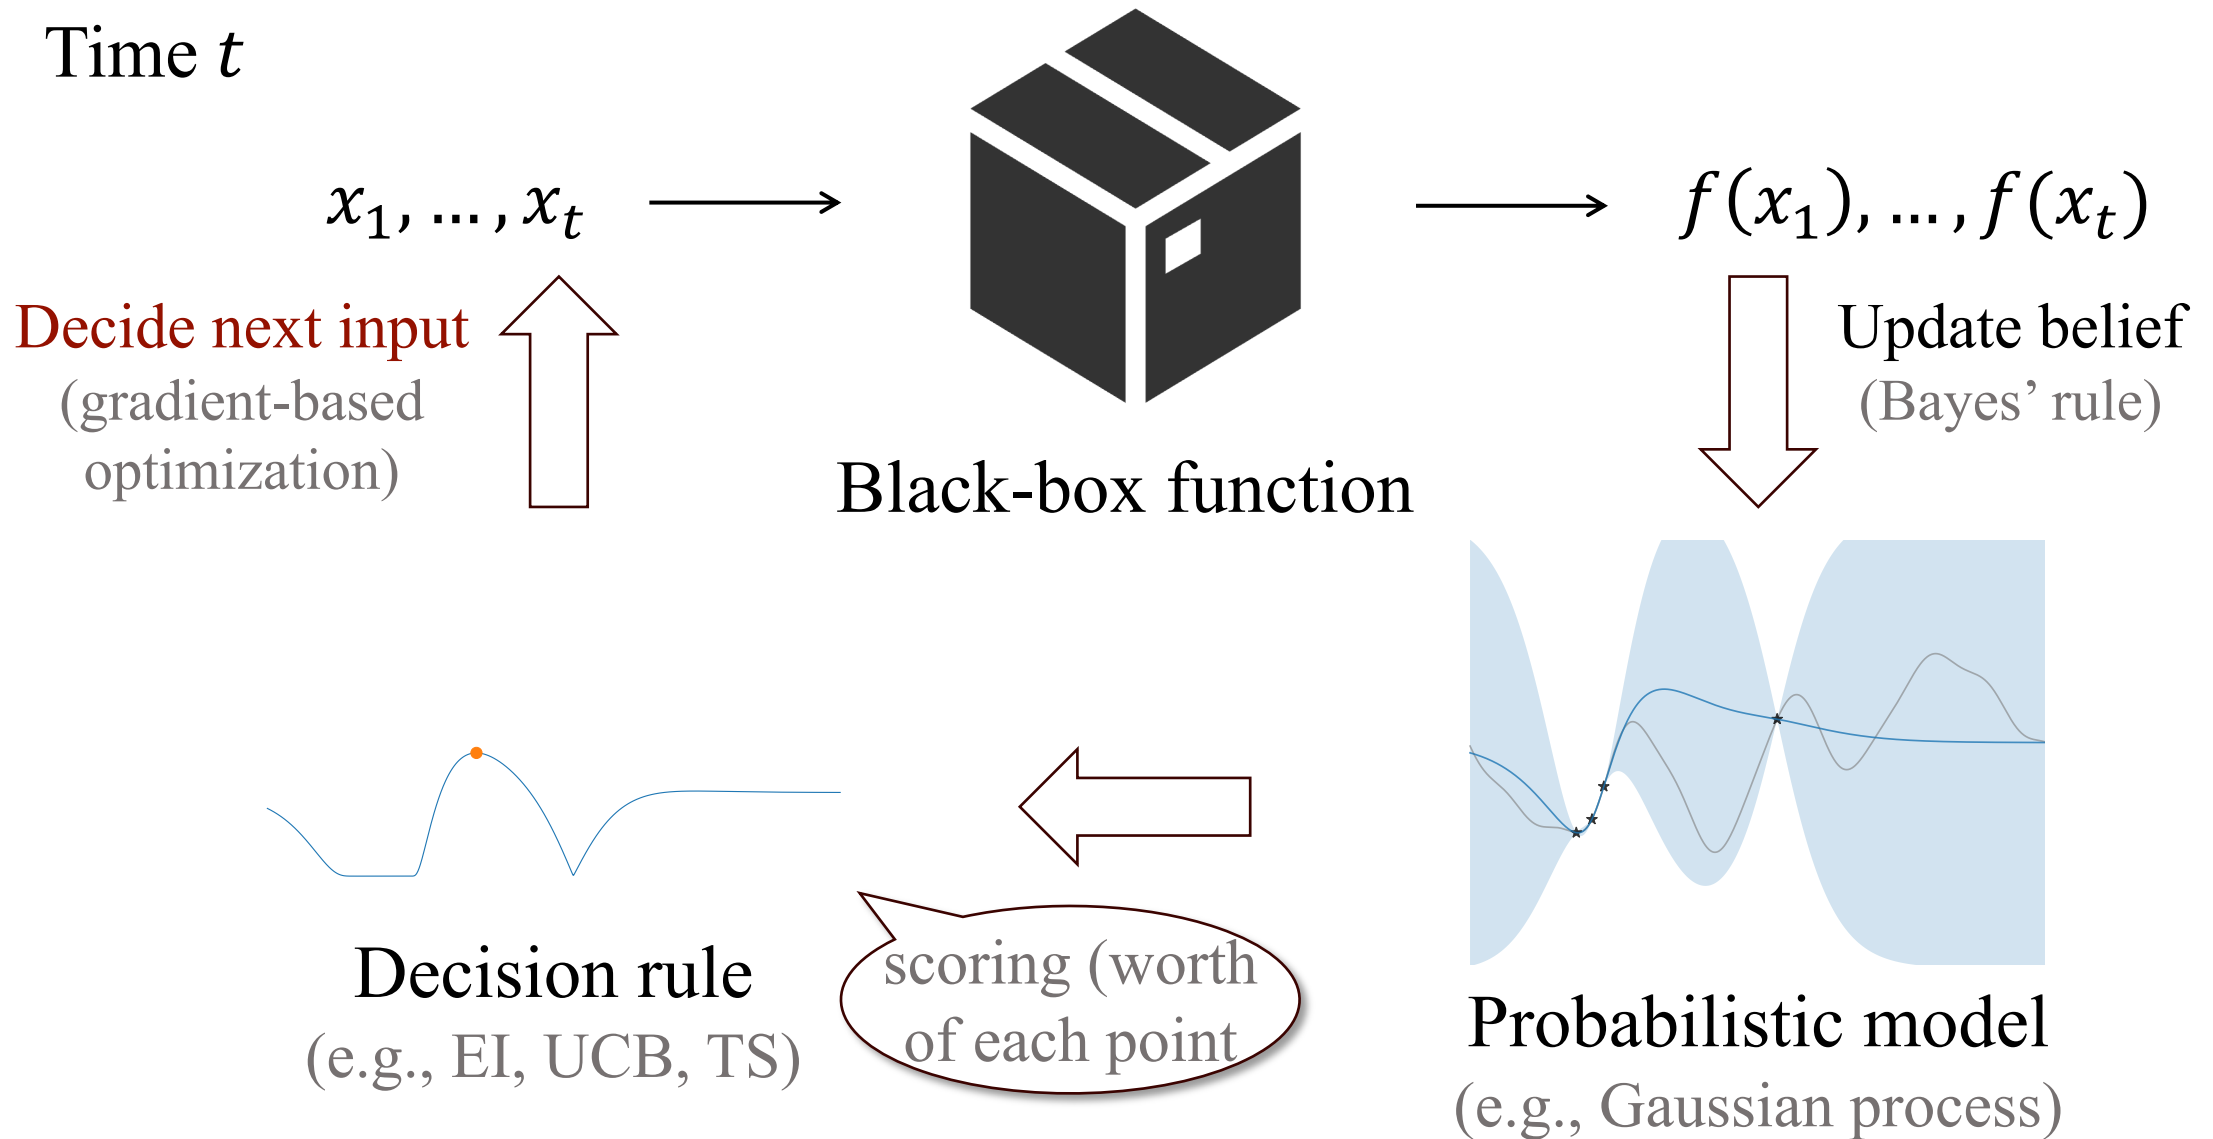 Time t
x₁, … , xₜ
f(x₁), … , f(xₜ)
Decide next input
(gradient-based
optimization)
Update belief
(Bayes’ rule)
Black-box function
Decision rule
(e.g., EI, UCB, TS)
scoring (worth
of each point
Probabilistic model
(e.g., Gaussian process)